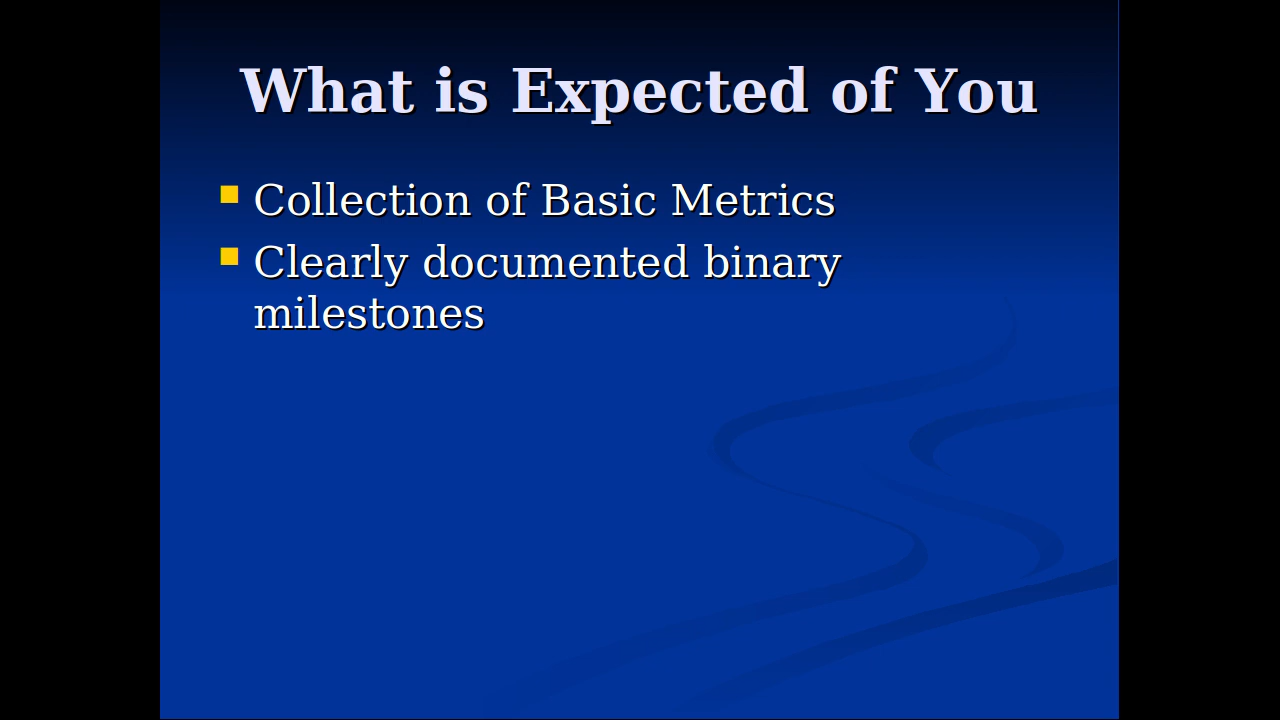 What is Expected of You
Collection of Basic Metrics
Clearly documented binary
milestones